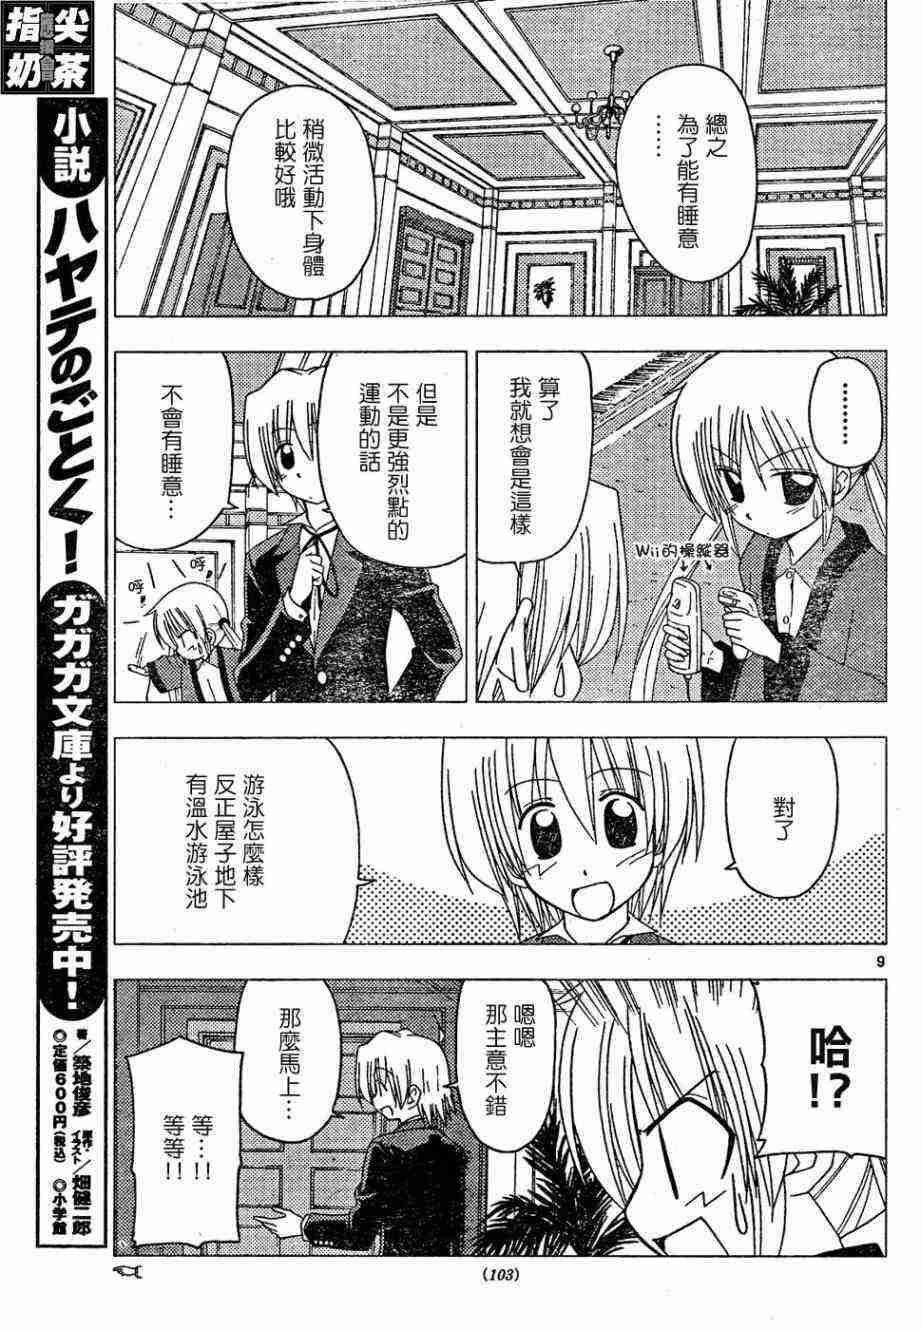 總之
為了能有睡意
……
稍微活動下身體
比較好哦
………
Wii的操縱器
算了
我就想會是這樣
但是
不是更強烈點的
運動的話
不會有睡意…
呼!
呼!
對了
游泳怎麼樣
反正屋子地下
有溫水游泳池
9
哈!?
嗯嗯
那主意不錯
那麼馬上…
等…!!
等等!!
(103)
指尖
奶茶
小説
ハヤテのごとく!
ガガガ文庫より好評発売中!
著/築地俊彦 原作・イラスト/畑健二郎
◎定価600円(税込) ◎小学館